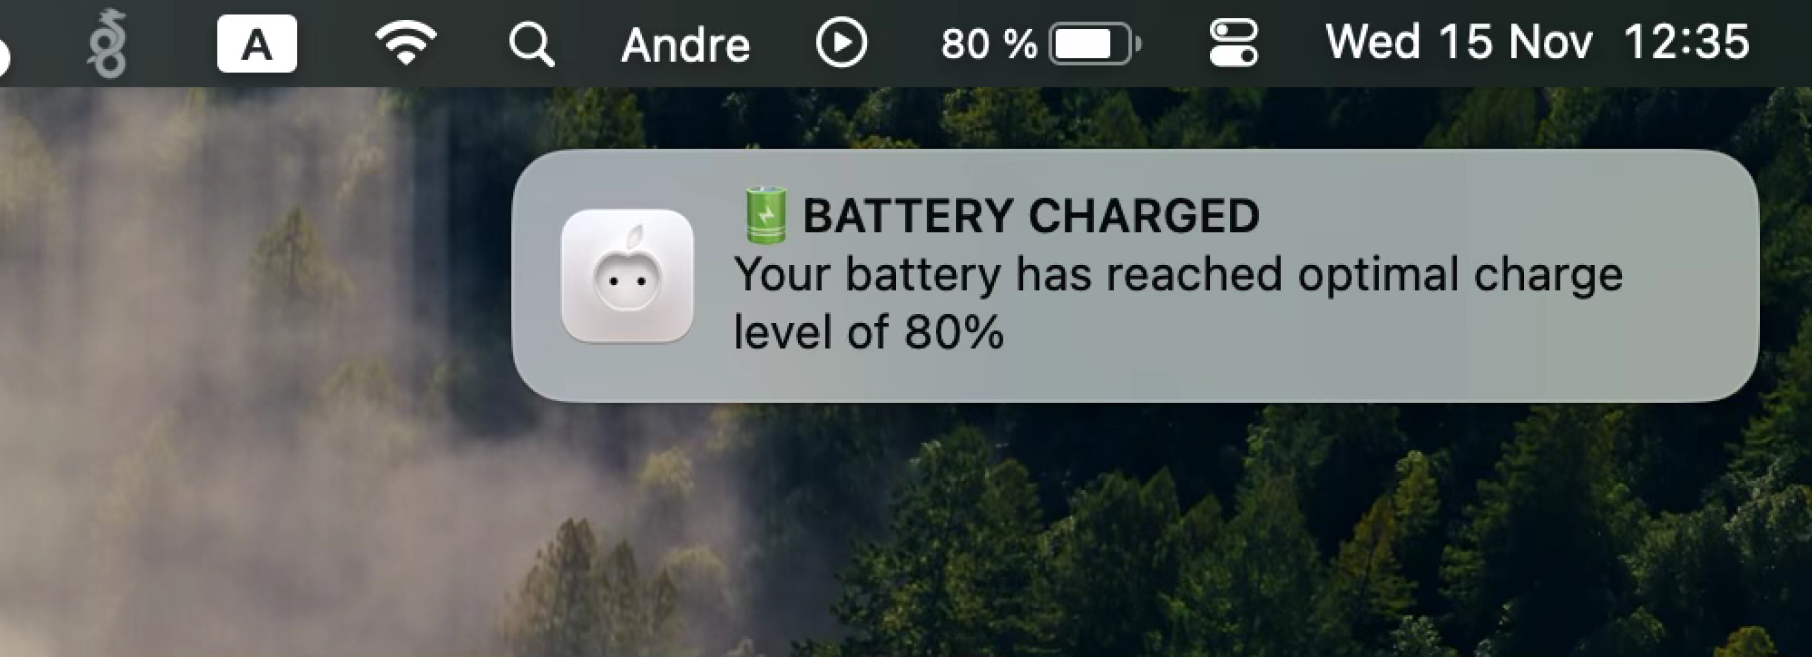 A Andre 80 % Wed 15 Nov 12:35
BATTERY CHARGED
Your battery has reached optimal charge
level of 80%